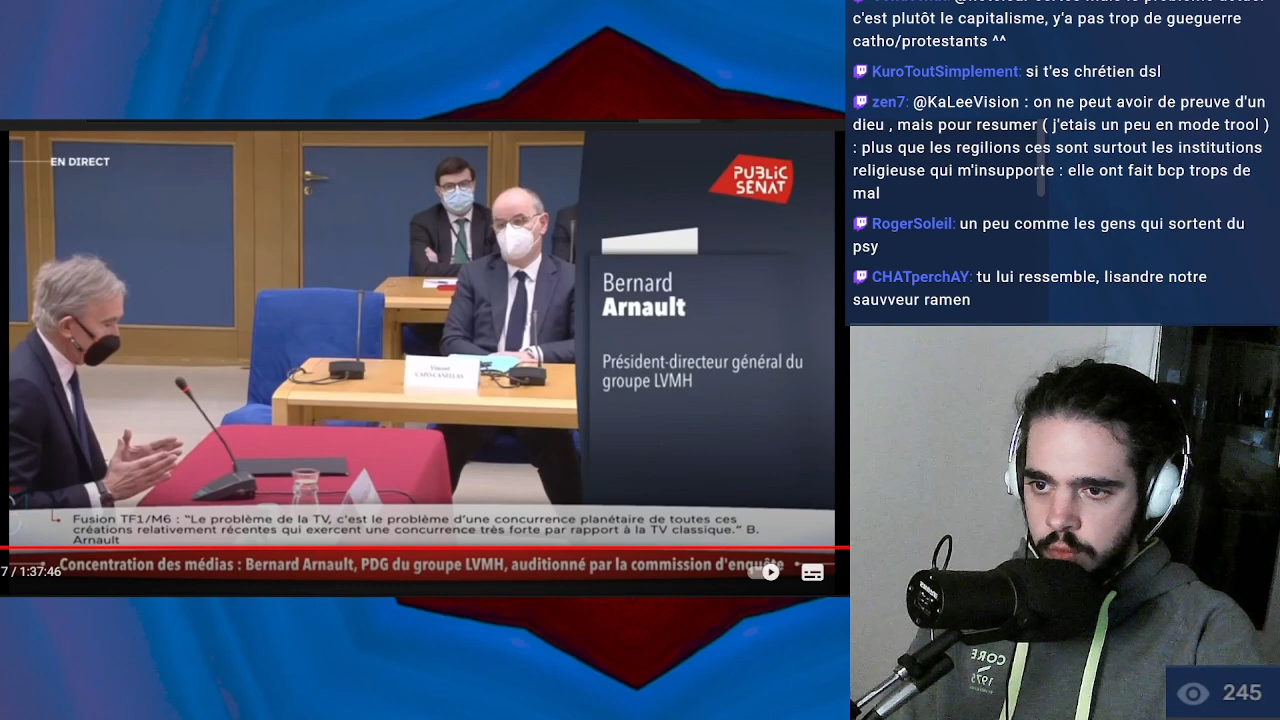 EN DIRECT
PUBLIC
SÉNAT
Bernard
Arnault
Président-directeur général du
groupe LVMH
Vincent
CAPO-CANELLAS
Fusion TF1/M6 : "Le problème de la TV, c'est le problème d'une concurrence planétaire de toutes ces
créations relativement récentes qui exercent une concurrence très forte par rapport à la TV classique." B.
Arnault
Concentration des médias : Bernard Arnault, PDG du groupe LVMH, auditionné par la commission d'enquête
7 / 1:37:46
c'est plutôt le capitalisme, y'a pas trop de gueguerre
catho/protestants ^^
KuroToutSimplement: si t'es chrétien dsl
zen7: @KaLeeVision : on ne peut avoir de preuve d'un
dieu , mais pour resumer ( j'etais un peu en mode trool )
: plus que les regilions ces sont surtout les institutions
religieuse qui m'insupporte : elle ont fait bcp trops de
mal
RogerSoleil: un peu comme les gens qui sortent du
psy
CHATperchAY: tu lui ressemble, lisandre notre
sauvveur ramen
CORE
1975
245